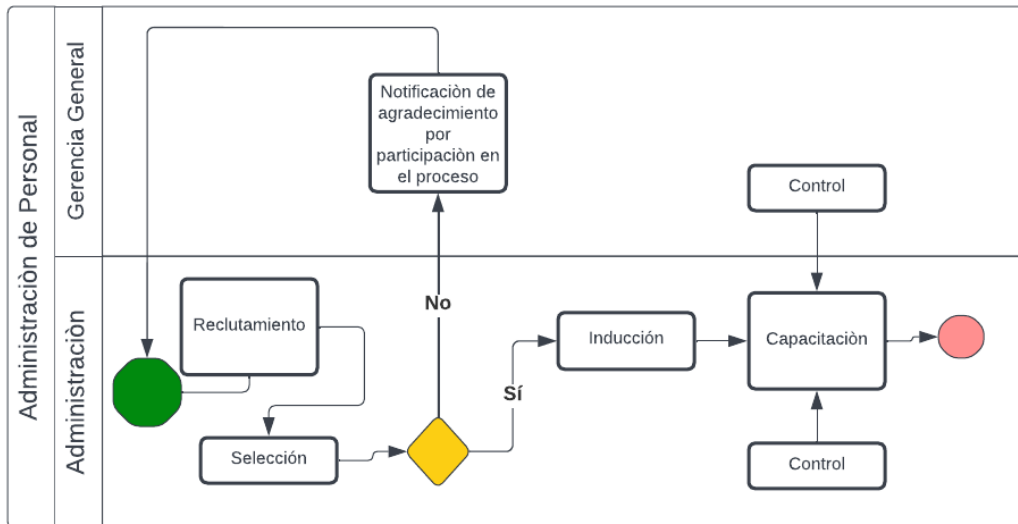 Administraciòn de Personal
Gerencia General
Notificaciòn de
agradecimiento
por
participaciòn en
el proceso
Control
Administraciòn
No
Reclutamiento
Inducción
Capacitaciòn
Sí
Selección
Control